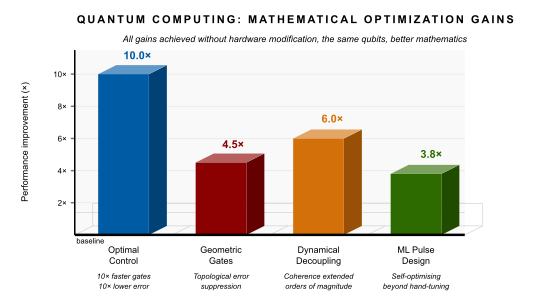 QUANTUM COMPUTING: MATHEMATICAL OPTIMIZATION GAINS
All gains achieved without hardware modification, the same qubits, better mathematics
Performance improvement (×)
10×
8×
6×
4×
2×
baseline
10.0×
4.5×
6.0×
3.8×
Optimal
Control
10× faster gates
10× lower error
Geometric
Gates
Topological error
suppression
Dynamical
Decoupling
Coherence extended
orders of magnitude
ML Pulse
Design
Self-optimising
beyond hand-tuning